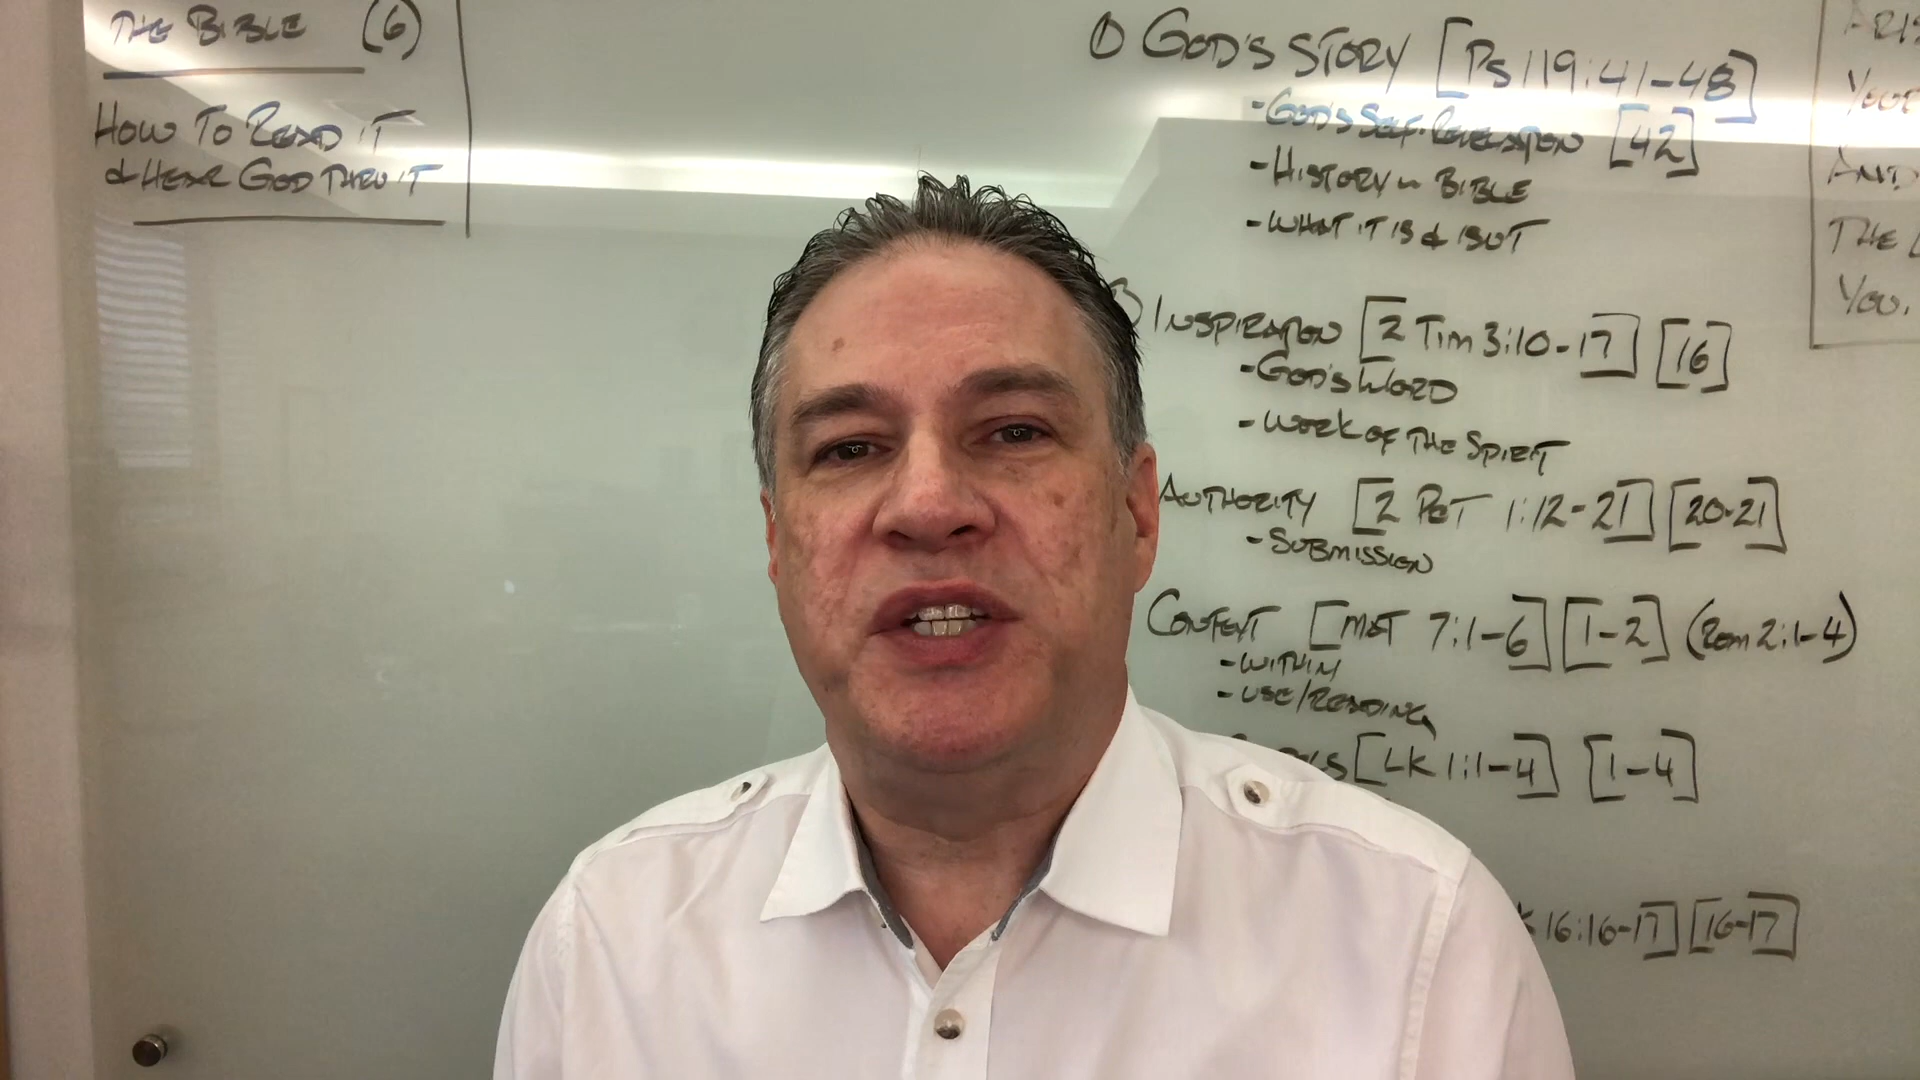 THE BIBLE (6)
HOW TO READ IT
& HEAR GOD THRU IT
① GOD'S STORY [PS 119:41-48]
- GOD'S SELF-REVELATION [42]
- HISTORY ~ BIBLE
- WHAT IT IS & ISN'T
INSPIRATION [2 TIM 3:10-17] [16]
- GOD'S WORD
- WORK OF THE SPIRIT
AUTHORITY [2 PET 1:12-21] [20-21]
- SUBMISSION
CONTEXT [MAT 7:1-6] [1-2] (ROM 2:1-4)
- WITHIN
- USE/READING
[LK 1:1-4] [1-4]
16:16-17] [16-17]
AND
THE
YOU.